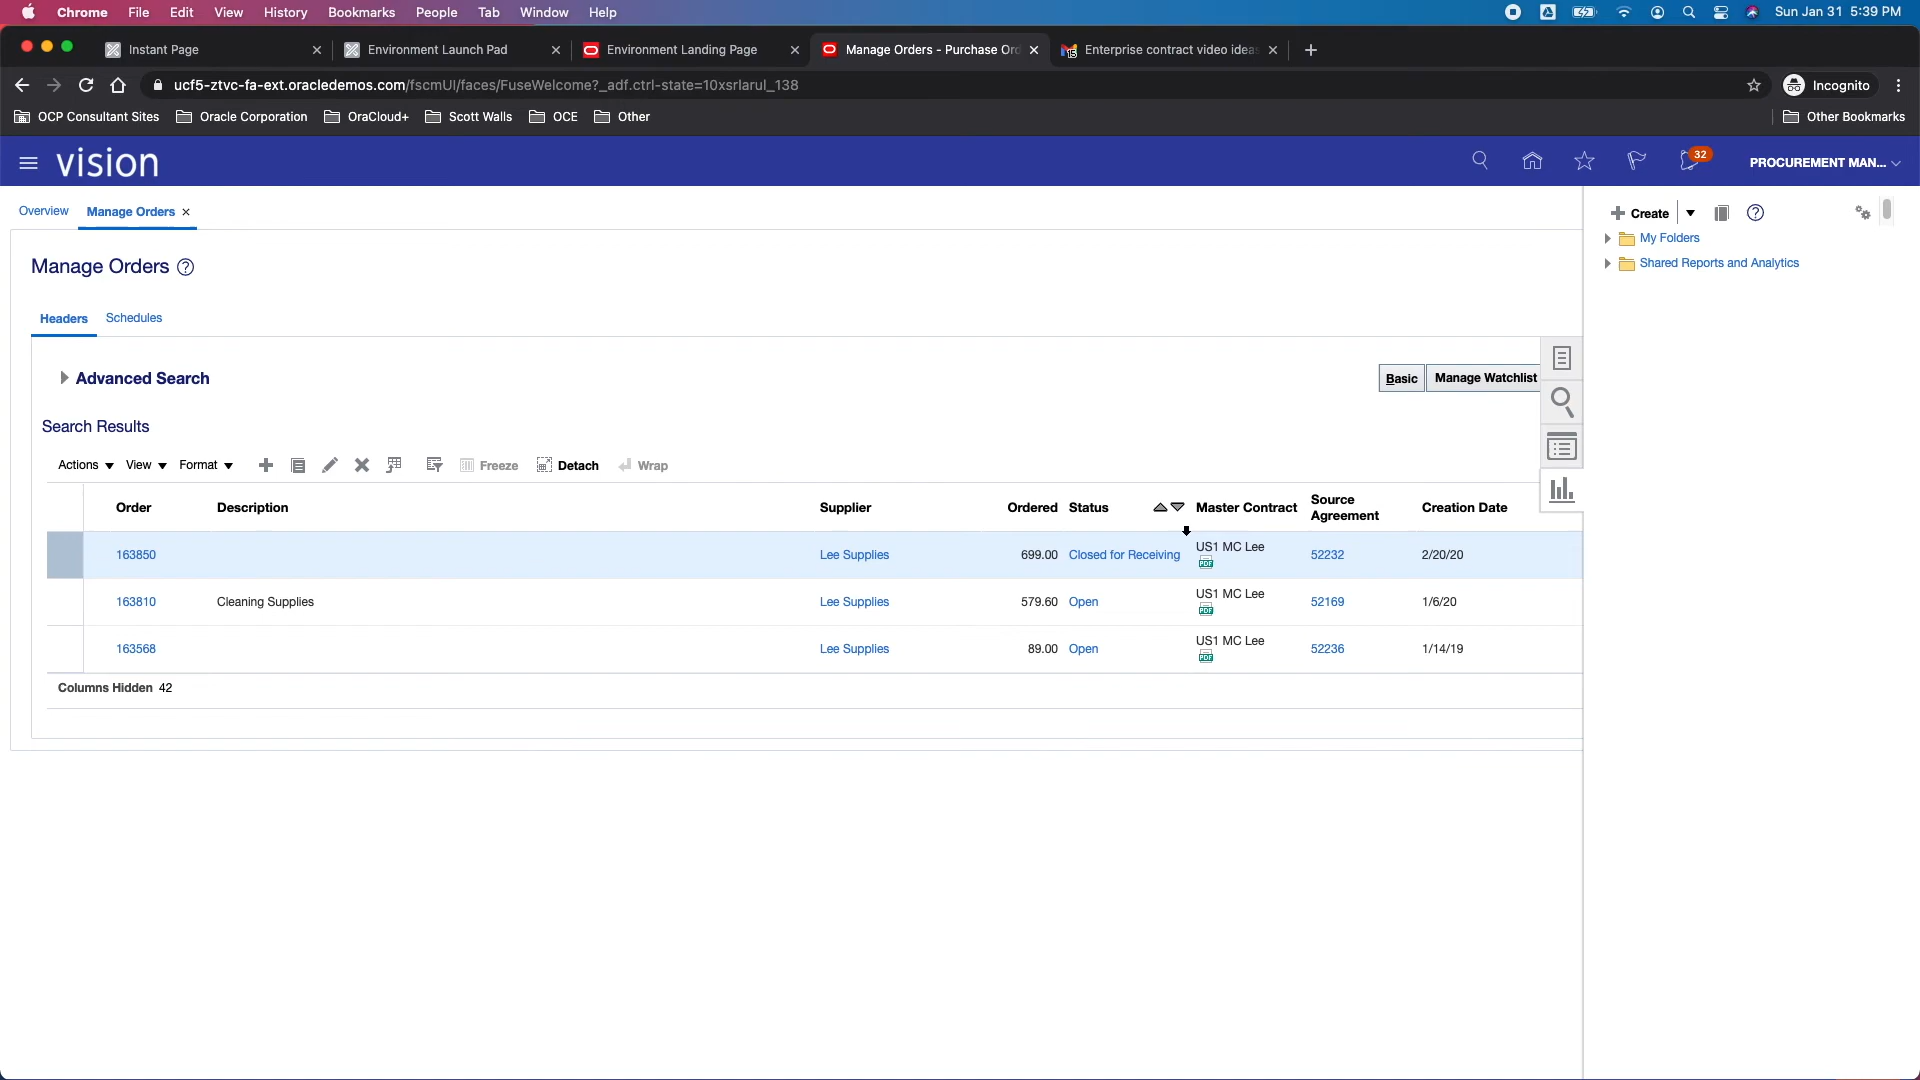 Chrome File Edit View History Bookmarks People Tab Window Help Sun Jan 31 5:39 PM
Instant Page Environment Launch Pad Environment Landing Page Manage Orders - Purchase Ord 15 Enterprise contract video ideas
ucf5-ztvc-fa-ext.oracledemos.com/fscmUI/faces/FuseWelcome?_adf.ctrl-state=10xsrlarul_138 Incognito
OCP Consultant Sites Oracle Corporation OraCloud+ Scott Walls OCE Other Other Bookmarks
vision 32 PROCUREMENT MAN...
Overview Manage Orders
Create
My Folders
Shared Reports and Analytics
Manage Orders
Headers Schedules
Advanced Search Basic Manage Watchlist
Search Results
Actions View Format Freeze Detach Wrap
Order Description Supplier Ordered Status Master Contract Source Agreement Creation Date
163850 Lee Supplies 699.00 Closed for Receiving US1 MC Lee PDF 52232 2/20/20
163810 Cleaning Supplies Lee Supplies 579.60 Open US1 MC Lee PDF 52169 1/6/20
163568 Lee Supplies 89.00 Open US1 MC Lee PDF 52236 1/14/19
Columns Hidden 42